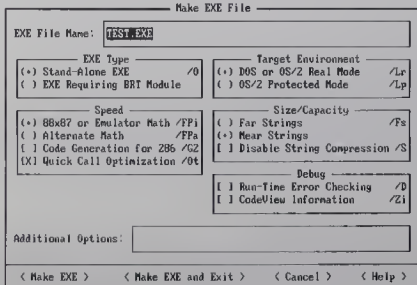 Make EXE File
EXE File Name: TEST.EXE
EXE Type
(•) Stand-Alone EXE /O
( ) EXE Requiring BRT Module
Target Environment
(•) DOS or OS/2 Real Mode /Lr
( ) OS/2 Protected Mode /Lp
Speed
(•) 80x87 or Emulator Math /FPi
( ) Alternate Math /FPa
[ ] Code Generation for 286 /G2
[X] Quick Call Optimization /Ot
Size/Capacity
( ) Far Strings /Fs
(•) Near Strings
[ ] Disable String Compression /S
Debug
[ ] Run-Time Error Checking /D
[ ] CodeView Information /Zi
Additional Options:
< Make EXE > < Make EXE and Exit > < Cancel > < Help >